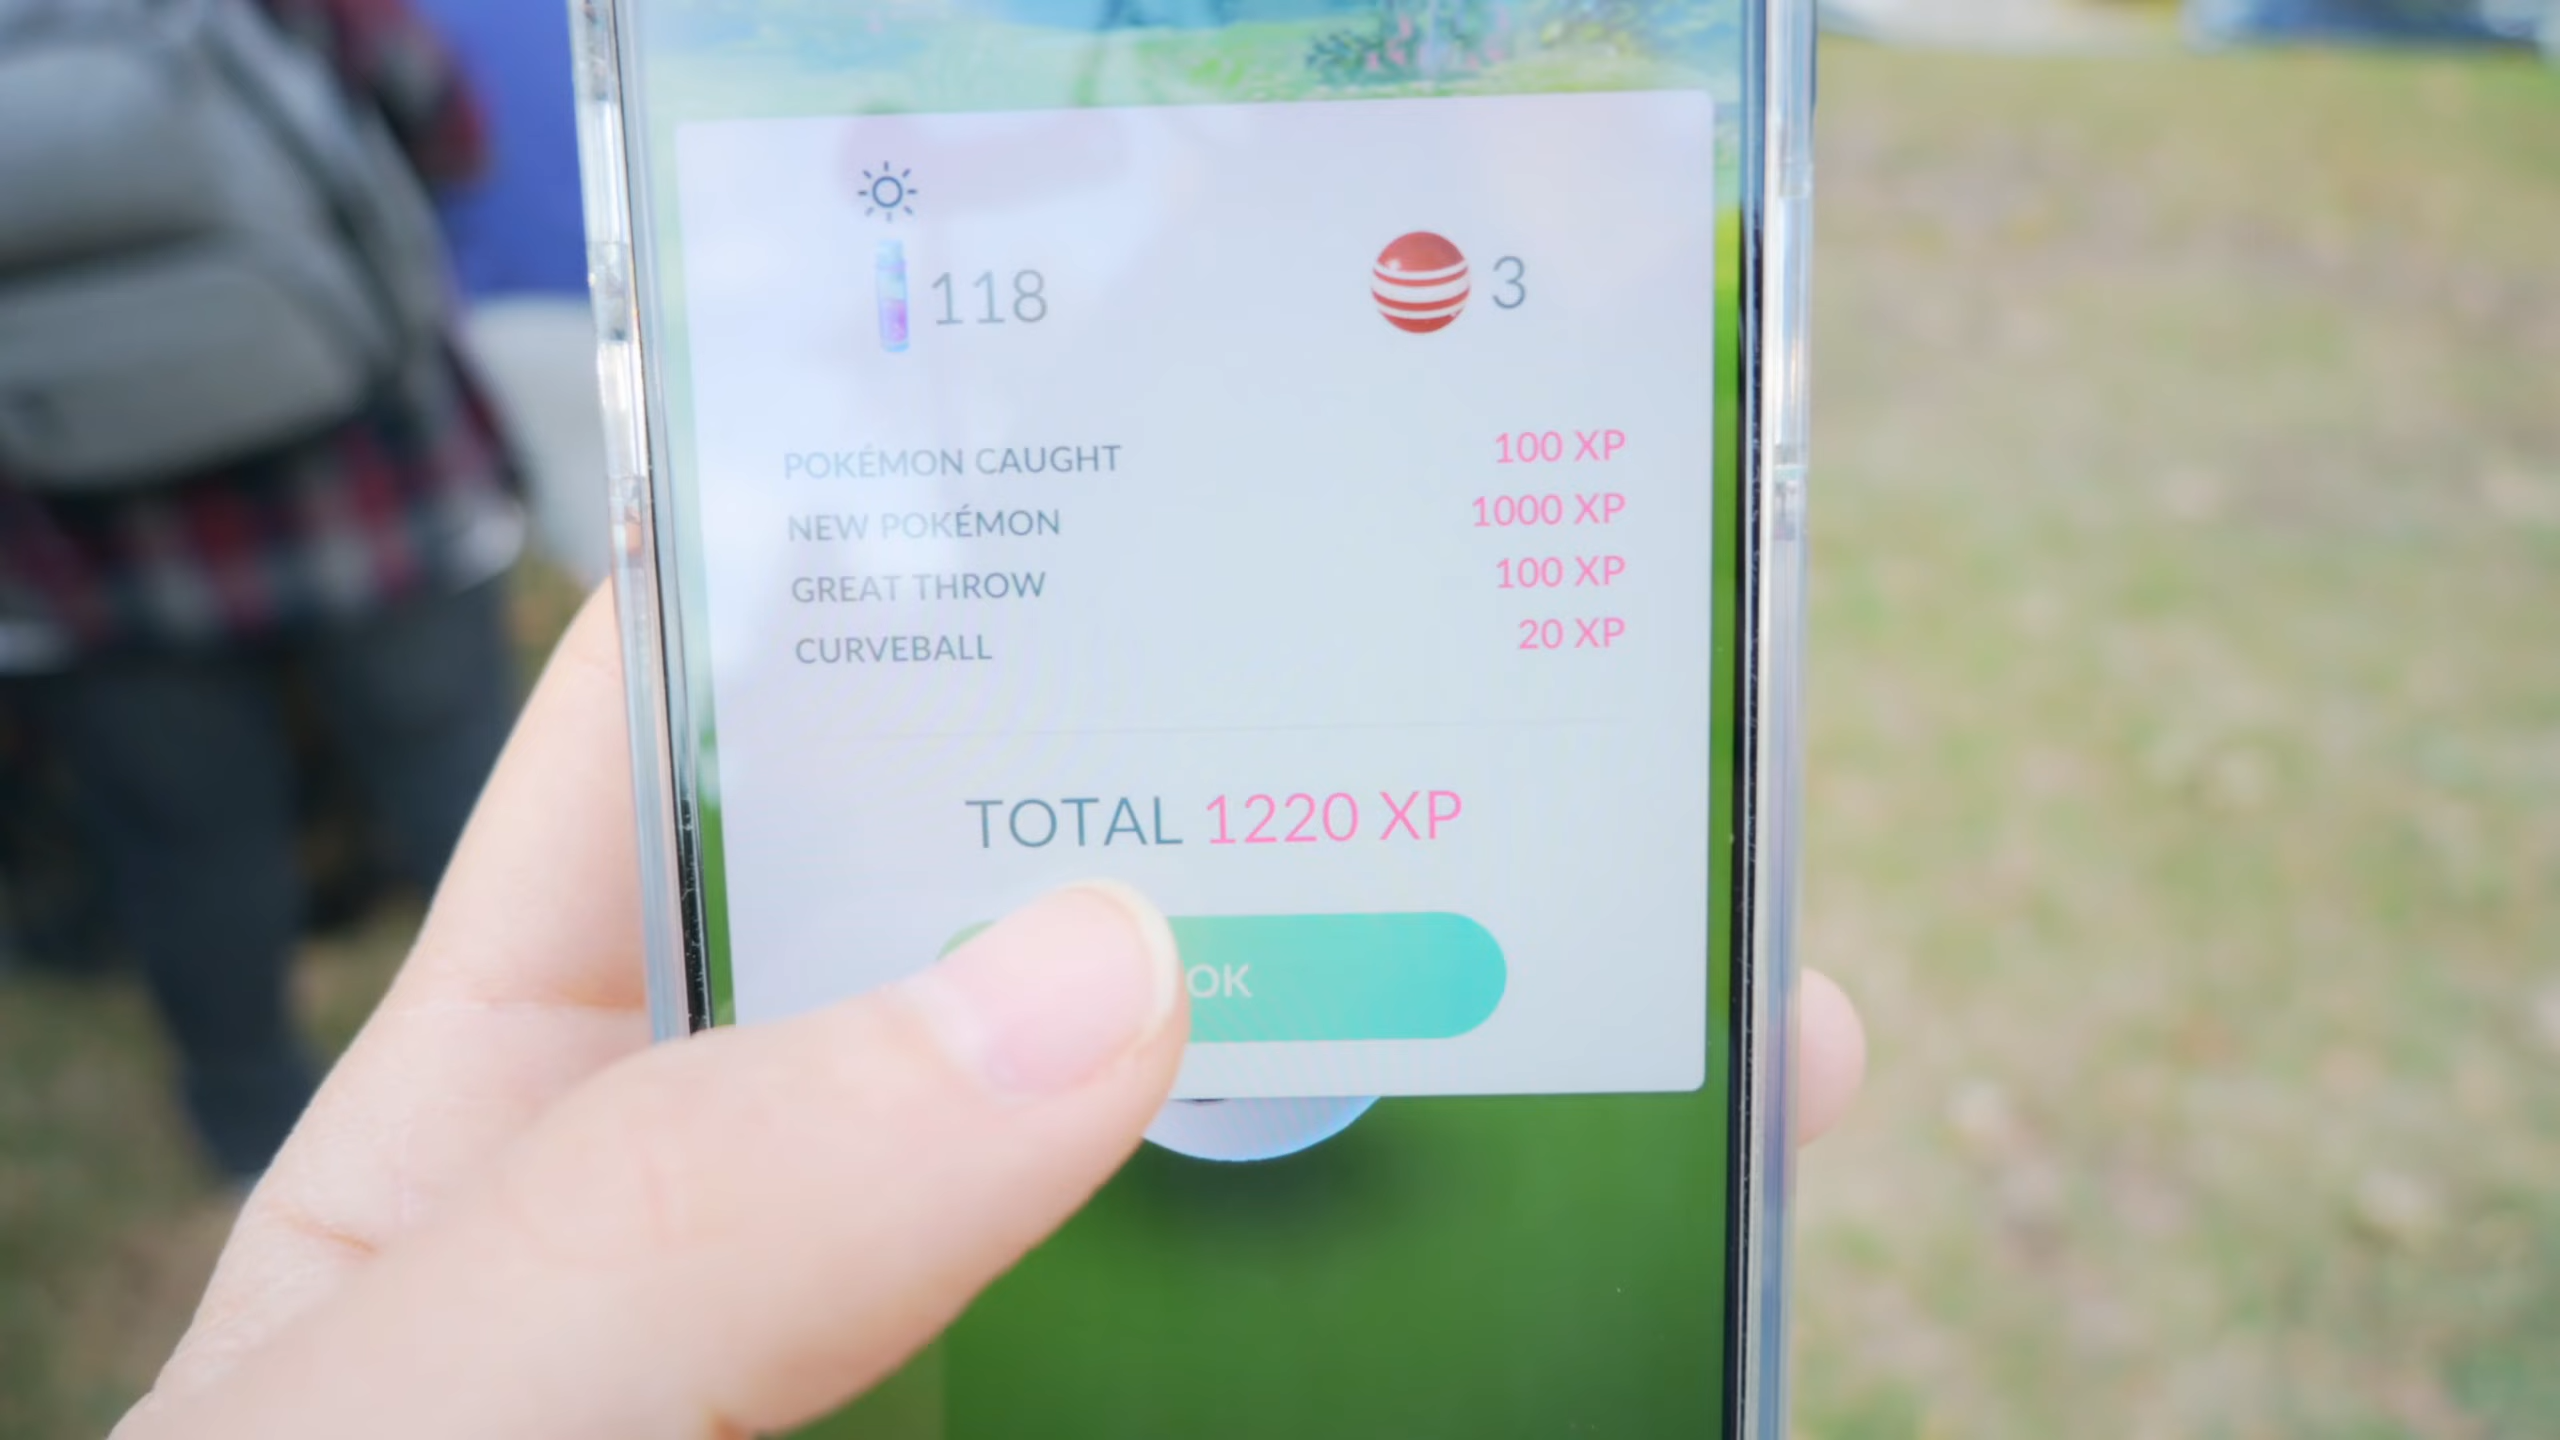 118
3
POKÉMON CAUGHT 100 XP
NEW POKÉMON 1000 XP
GREAT THROW 100 XP
CURVEBALL 20 XP
TOTAL 1220 XP
OK